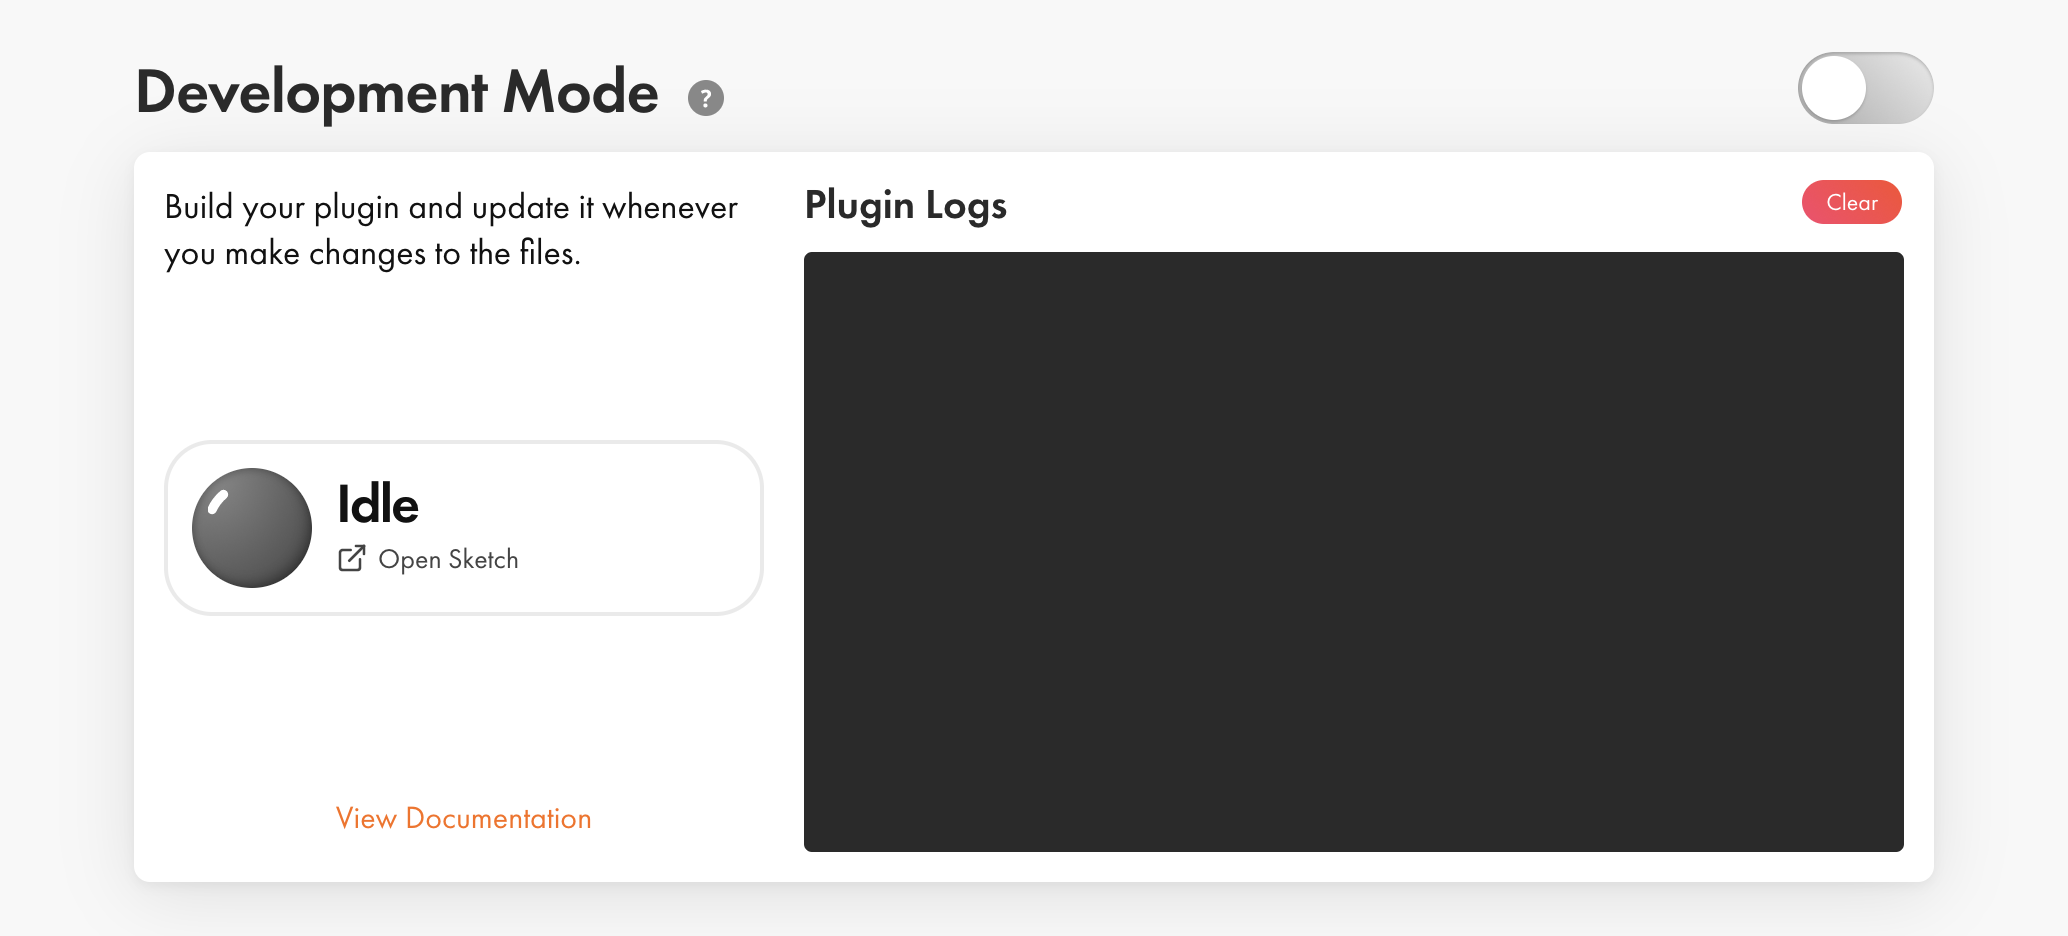 Development Mode ?
Build your plugin and update it whenever
you make changes to the files.
Idle
Open Sketch
View Documentation
Plugin Logs
Clear